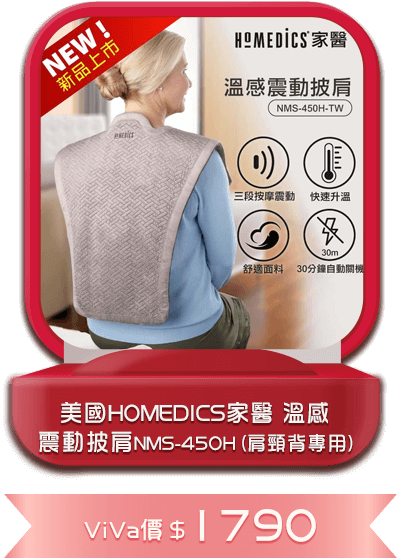 NEW!
新品上市
HOMEDICS家醫
溫感震動披肩
NMS-450H-TW
三段按摩震動
快速升溫
30m
舒適面料
30分鐘自動關機
HOMEDICS
美國HOMEDICS家醫 溫感
震動披肩NMS-450H (肩頸背專用)
ViVa價 $ 1790